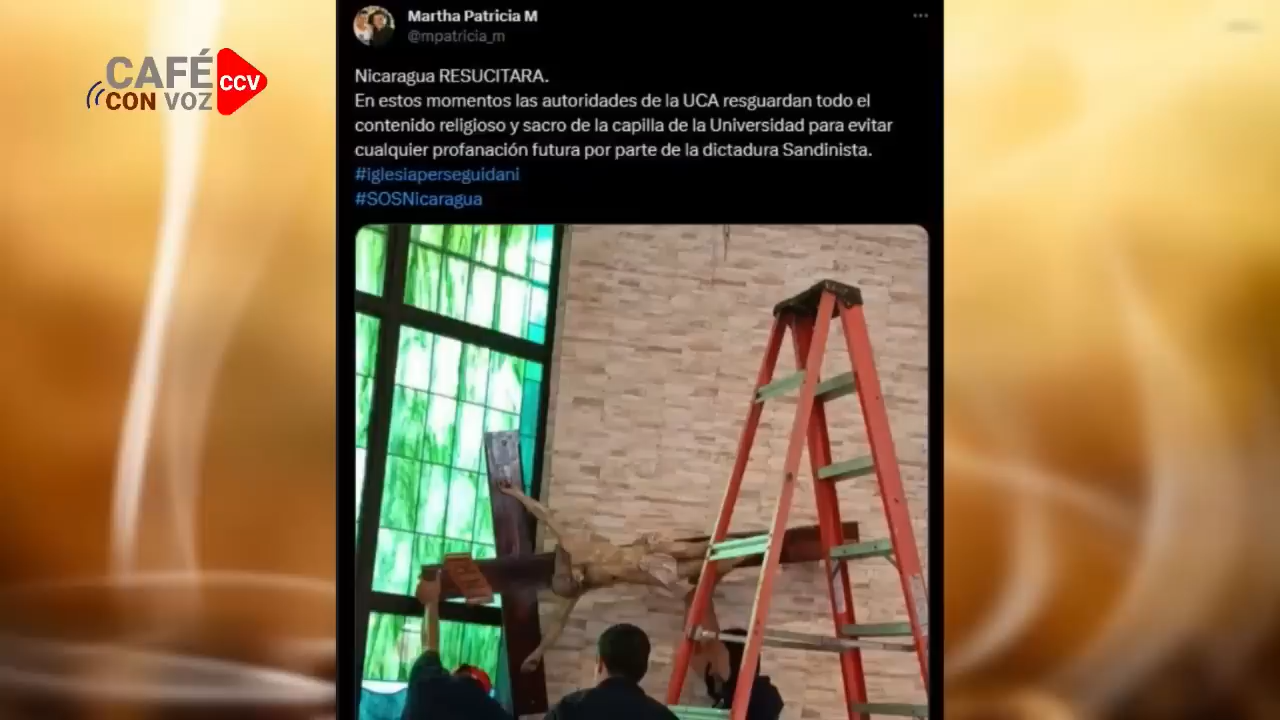 CAFÉ
CON VOZ
CCV
Martha Patricia M
@mpatricia_m
Nicaragua RESUCITARA.
En estos momentos las autoridades de la UCA resguardan todo el
contenido religioso y sacro de la capilla de la Universidad para evitar
cualquier profanación futura por parte de la dictadura Sandinista.
#iglesiaperseguidani
#SOSNicaragua